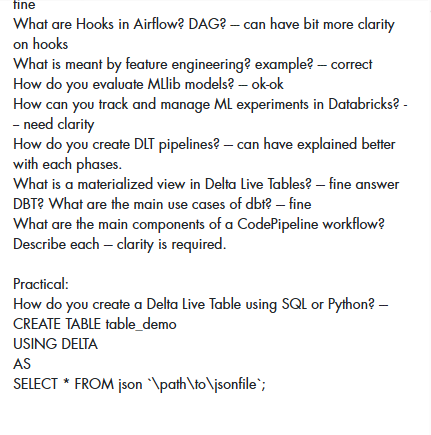 fine
What are Hooks in Airflow? DAG? – can have bit more clarity
on hooks
What is meant by feature engineering? example? – correct
How do you evaluate MLlib models? – ok-ok
How can you track and manage ML experiments in Databricks? -
– need clarity
How do you create DLT pipelines? – can have explained better
with each phases.
What is a materialized view in Delta Live Tables? – fine answer
DBT? What are the main use cases of dbt? – fine
What are the main components of a CodePipeline workflow?
Describe each – clarity is required.
Practical:
How do you create a Delta Live Table using SQL or Python? –
CREATE TABLE table_demo
USING DELTA
AS
SELECT * FROM json `\path\to\jsonfile`;